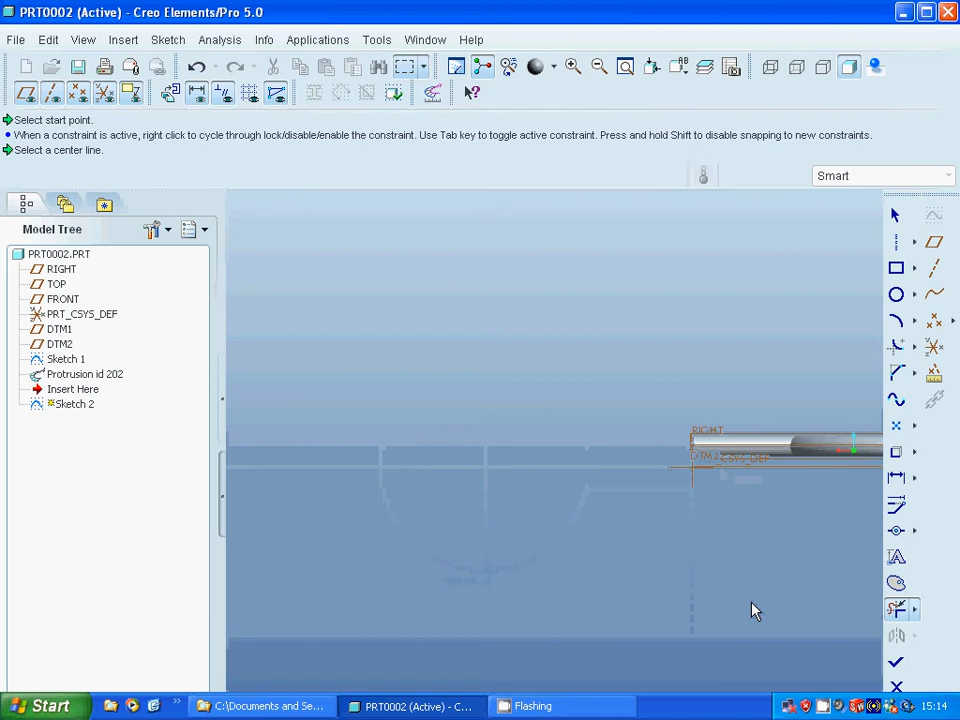 PRT0002 (Active) - Creo Elements/Pro 5.0
File Edit View Insert Sketch Analysis Info Applications Tools Window Help
Select start point.
When a constraint is active, right click to cycle through lock/disable/enable the constraint. Use Tab key to toggle active constraint. Press and hold Shift to disable snapping to new constraints.
Select a center line.
Smart
Model Tree
PRT0002.PRT
RIGHT
TOP
FRONT
PRT_CSYS_DEF
DTM1
DTM2
Sketch 1
Protrusion id 202
Insert Here
Sketch 2
RIGHT
Start
C:\Documents and Se...
PRT0002 (Active) - C...
Flashing
15:14